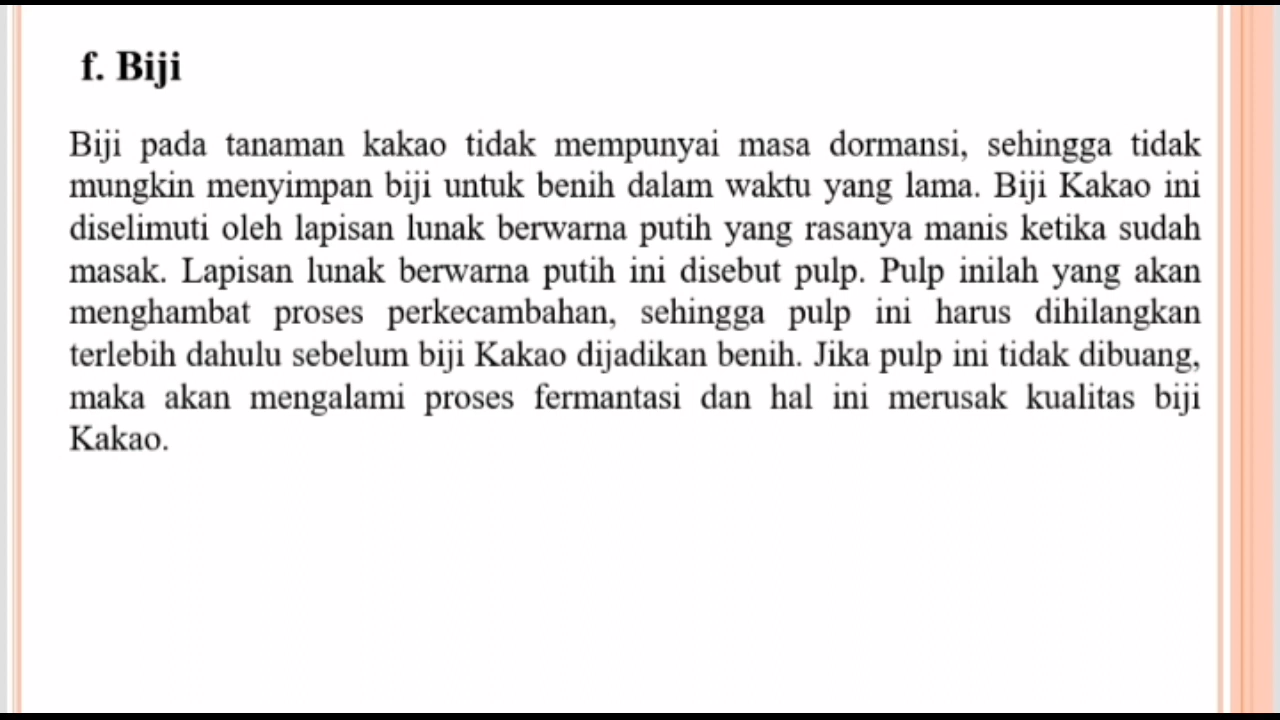 f. Biji
Biji pada tanaman kakao tidak mempunyai masa dormansi, sehingga tidak
mungkin menyimpan biji untuk benih dalam waktu yang lama. Biji Kakao ini
diselimuti oleh lapisan lunak berwarna putih yang rasanya manis ketika sudah
masak. Lapisan lunak berwarna putih ini disebut pulp. Pulp inilah yang akan
menghambat proses perkecambahan, sehingga pulp ini harus dihilangkan
terlebih dahulu sebelum biji Kakao dijadikan benih. Jika pulp ini tidak dibuang,
maka akan mengalami proses fermantasi dan hal ini merusak kualitas biji
Kakao.